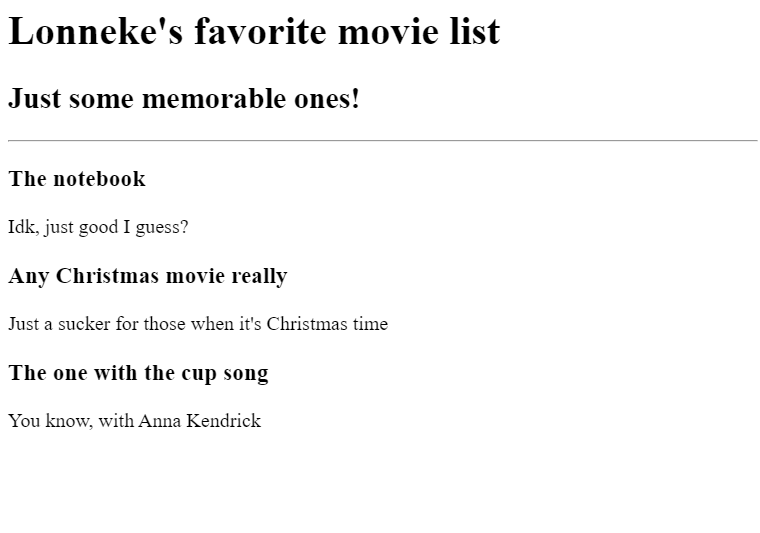 Lonneke's favorite movie list
Just some memorable ones!
The notebook
Idk, just good I guess?
Any Christmas movie really
Just a sucker for those when it's Christmas time
The one with the cup song
You know, with Anna Kendrick